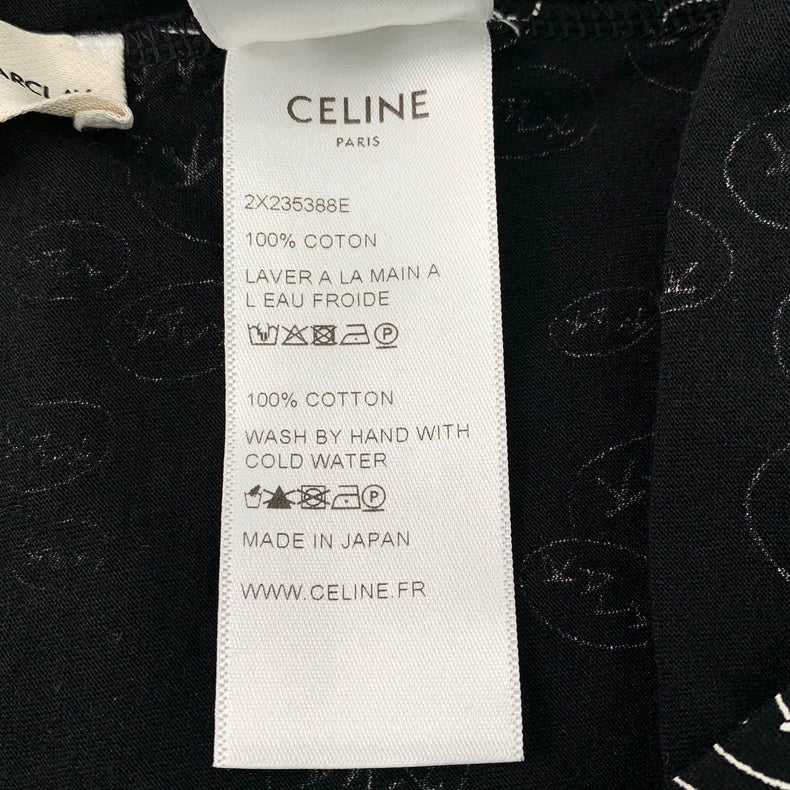 CELINE
PARIS
2X235388E
100% COTON
LAVER A LA MAIN A
L EAU FROIDE
P
100% COTTON
WASH BY HAND WITH
COLD WATER
P
MADE IN JAPAN
WWW.CELINE.FR